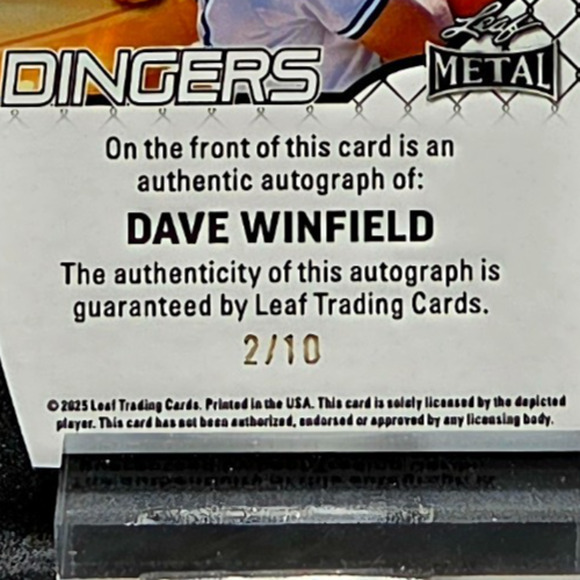 DINGERS
Leaf
METAL
On the front of this card is an
authentic autograph of:
DAVE WINFIELD
The authenticity of this autograph is
guaranteed by Leaf Trading Cards.
2/10
© 2025 Leaf Trading Cards. Printed in the USA. This card is solely licensed by the depicted
player. This card has not been authorized, endorsed or approved by any licensing body.